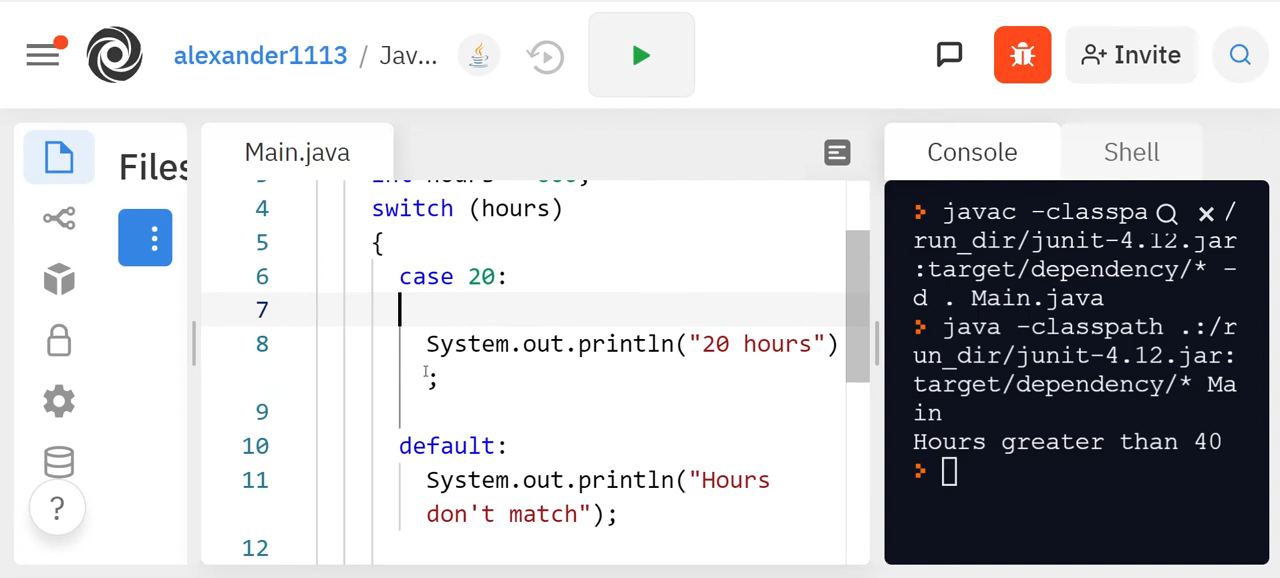 alexander1113 / Jav...
Invite
Files
Main.java
4 switch (hours)
5 {
6 case 20:
7
8 System.out.println("20 hours")
;
9
10 default:
11 System.out.println("Hours
don't match");
12
?
Console
Shell
javac -classpa /
run_dir/junit-4.12.jar
:target/dependency/* -
d . Main.java
java -classpath .:/r
un_dir/junit-4.12.jar:
target/dependency/* Ma
in
Hours greater than 40